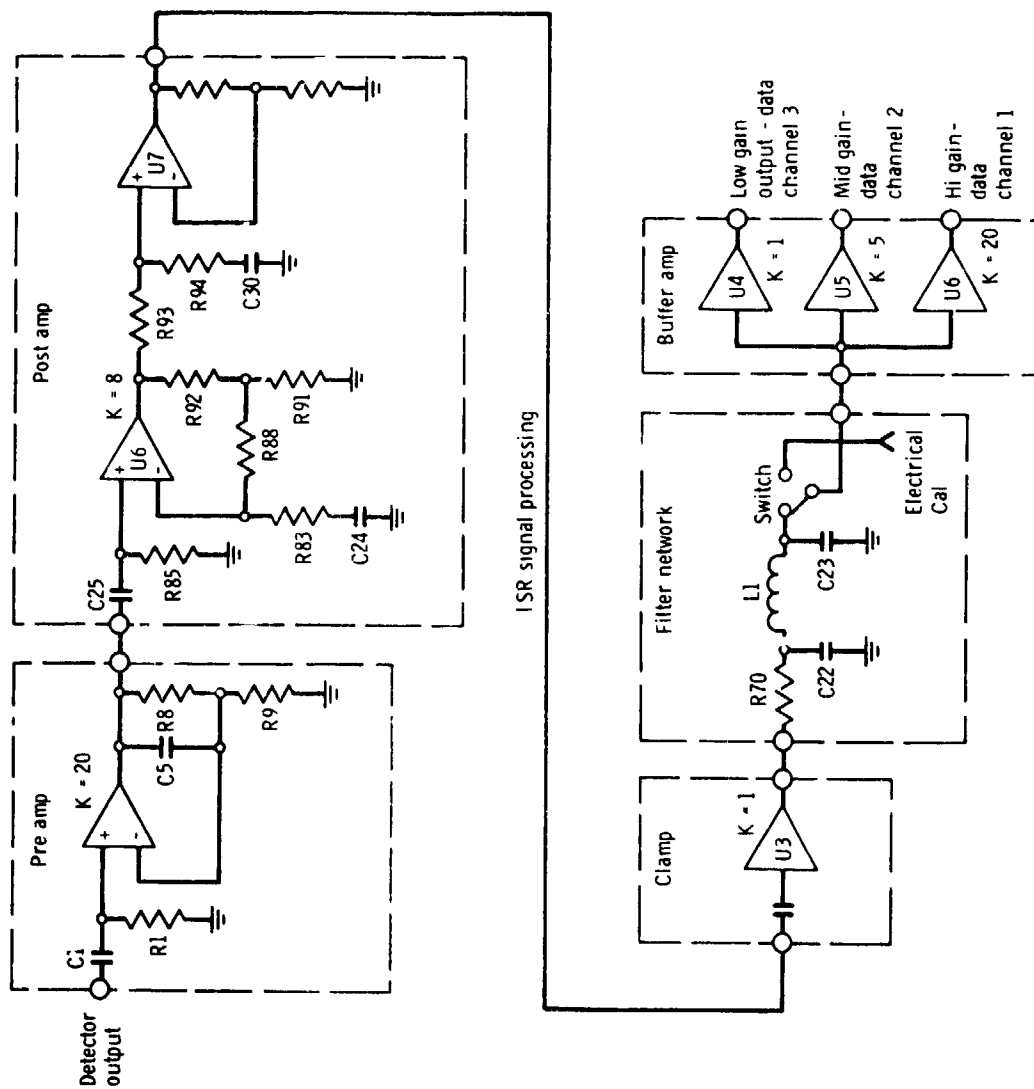 Detector
output
Pre amp
C1
R1
K = 20
+
-
C5
R8
R9
Post amp
C25
R85
K = 8
+
-
U6
R83
C24
R88
R92
R91
R93
R94
C30
+
-
U7
ISR signal processing
Clamp
K = 1
U3
Filter network
R70
C22
L1
C23
Switch
Electrical
Cal
Buffer amp
U4
K = 1
U5
K = 5
U6
K = 20
Low gain
output - data
channel 3
Mid gain-
data
channel 2
Hi gain-
data
channel 1